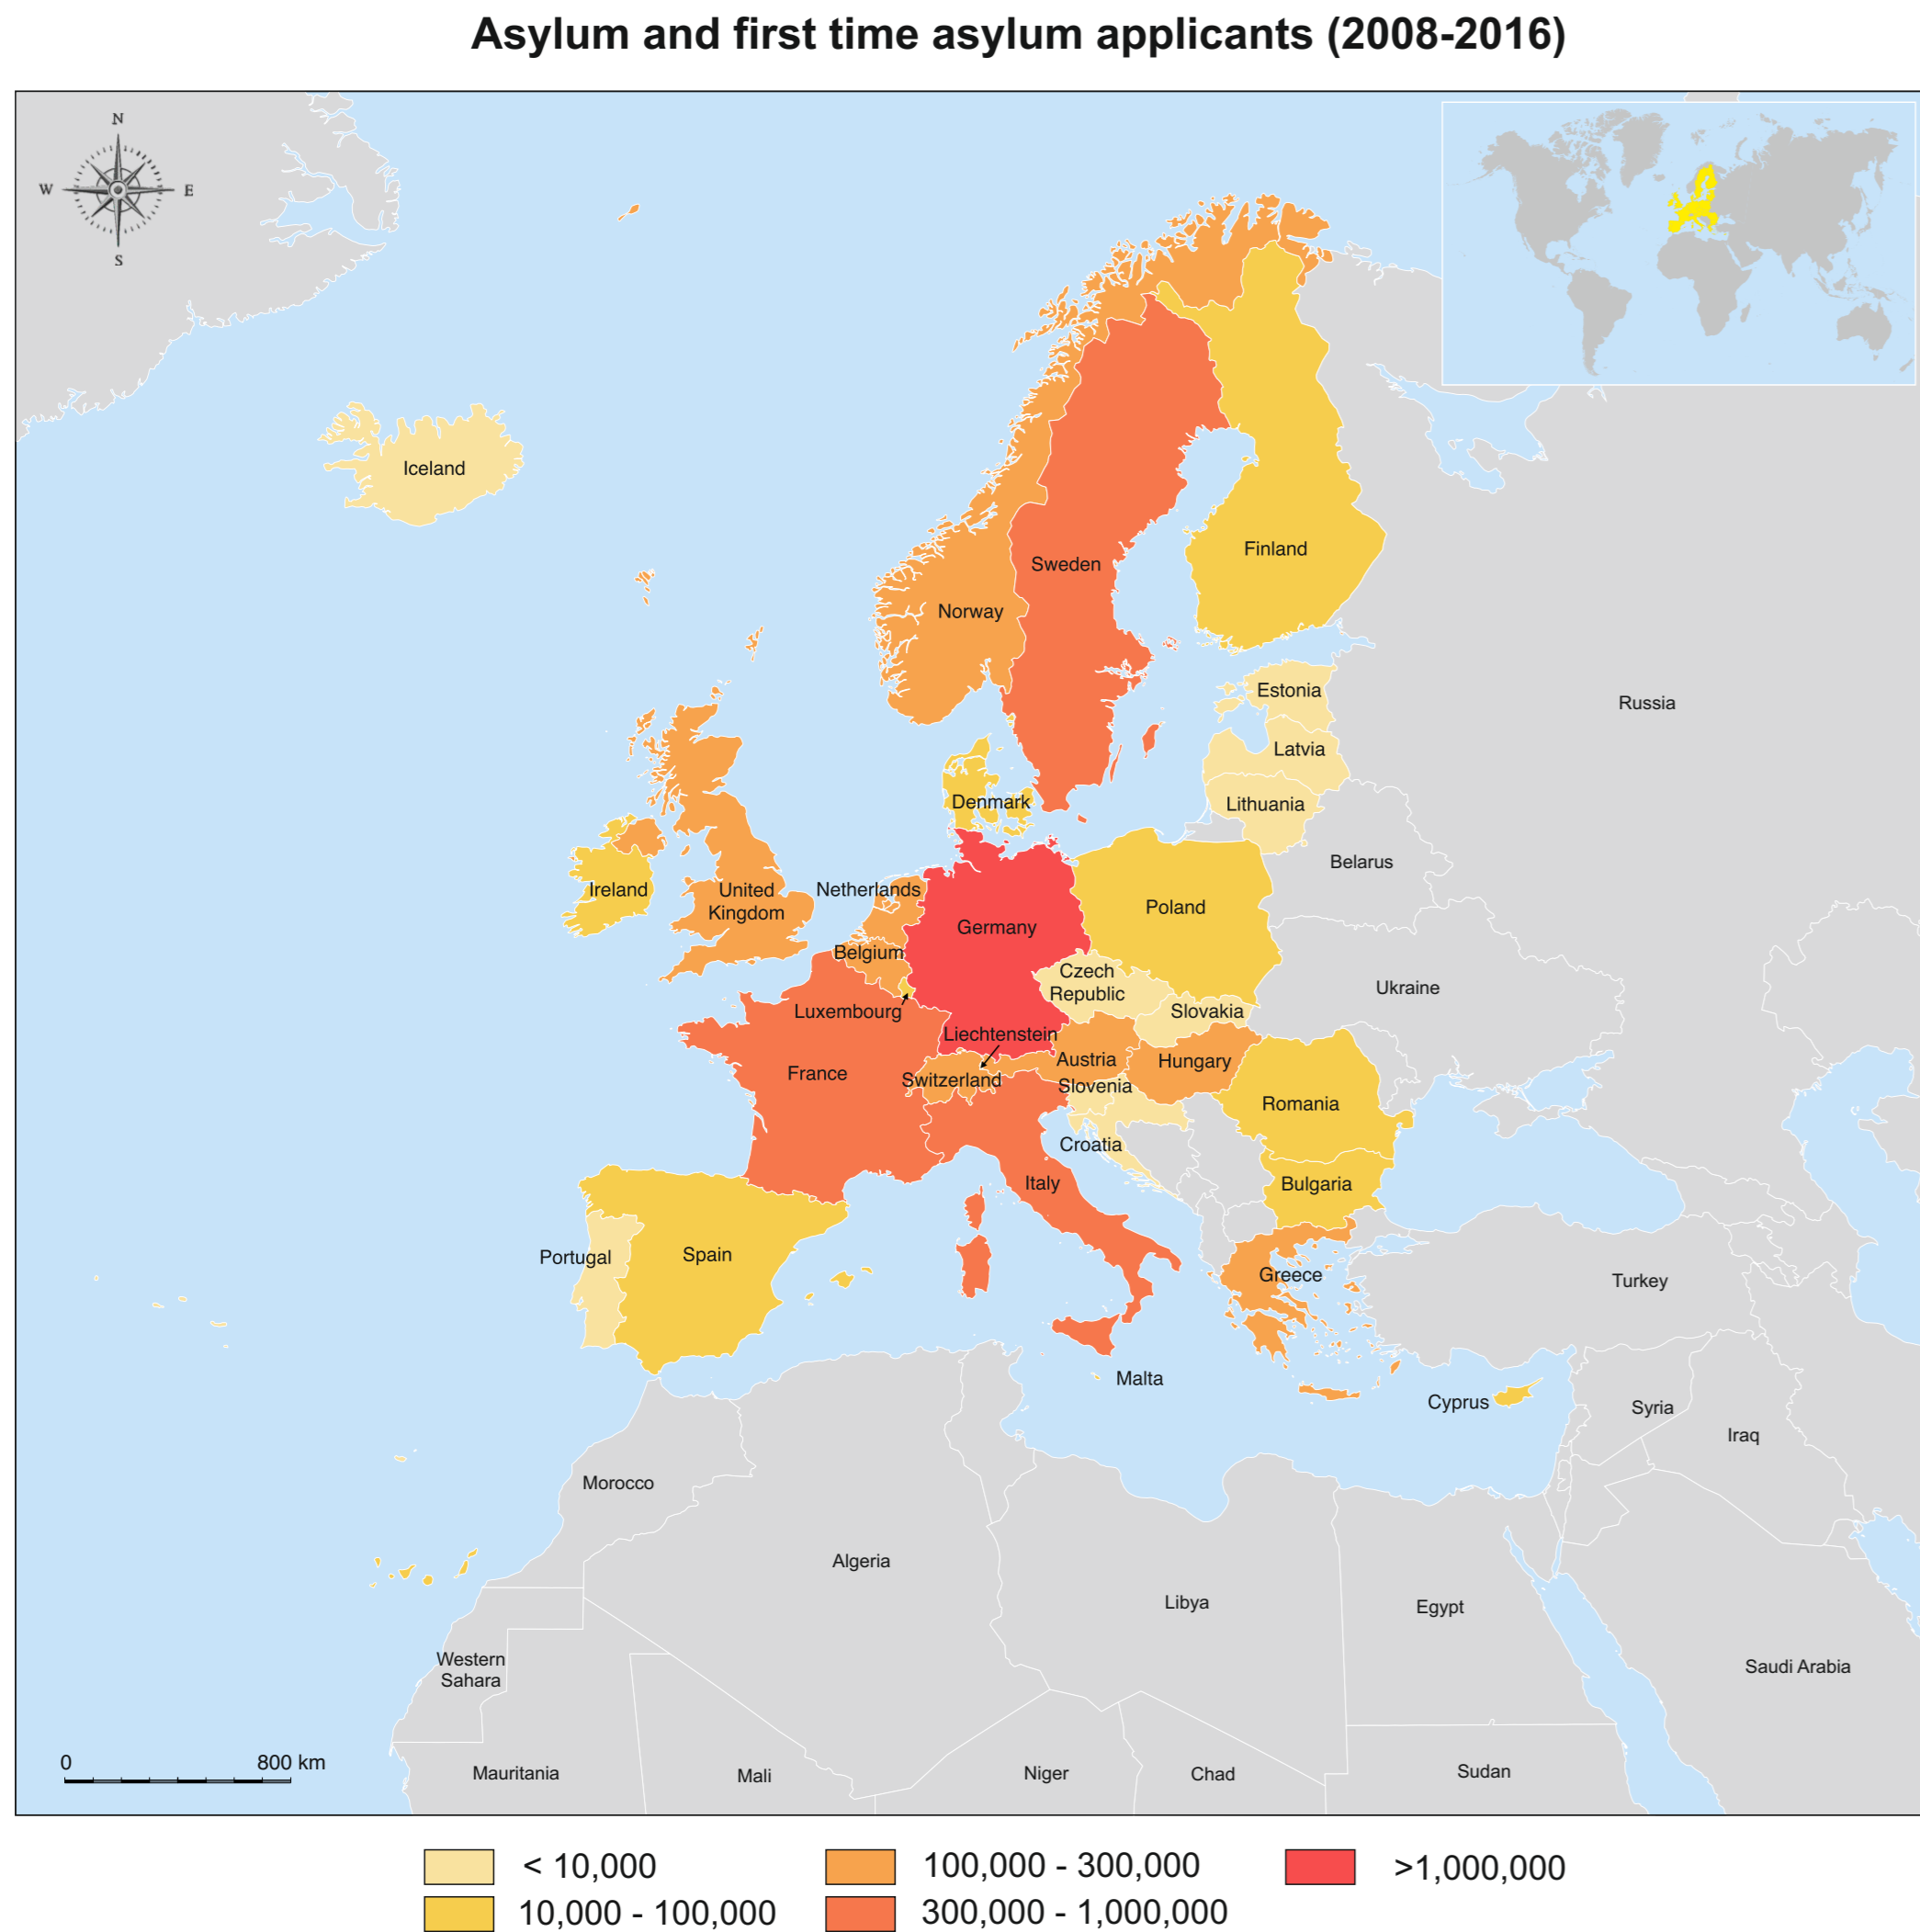 Asylum and first time asylum applicants (2008-2016)
N
W E
S
Iceland
Finland
Sweden
Norway
Estonia
Russia
Latvia
Denmark
Lithuania
Belarus
Ireland
United
Kingdom
Netherlands
Poland
Germany
Belgium
Czech
Republic
Ukraine
Luxembourg
Slovakia
Liechtenstein
Austria
Hungary
France
Switzerland
Slovenia
Romania
Croatia
Italy
Bulgaria
Portugal
Spain
Greece
Turkey
Malta
Cyprus
Syria
Iraq
Morocco
Algeria
Libya
Egypt
Western
Sahara
Saudi Arabia
0 800 km
Mauritania
Mali
Niger
Chad
Sudan
< 10,000
100,000 - 300,000
>1,000,000
10,000 - 100,000
300,000 - 1,000,000